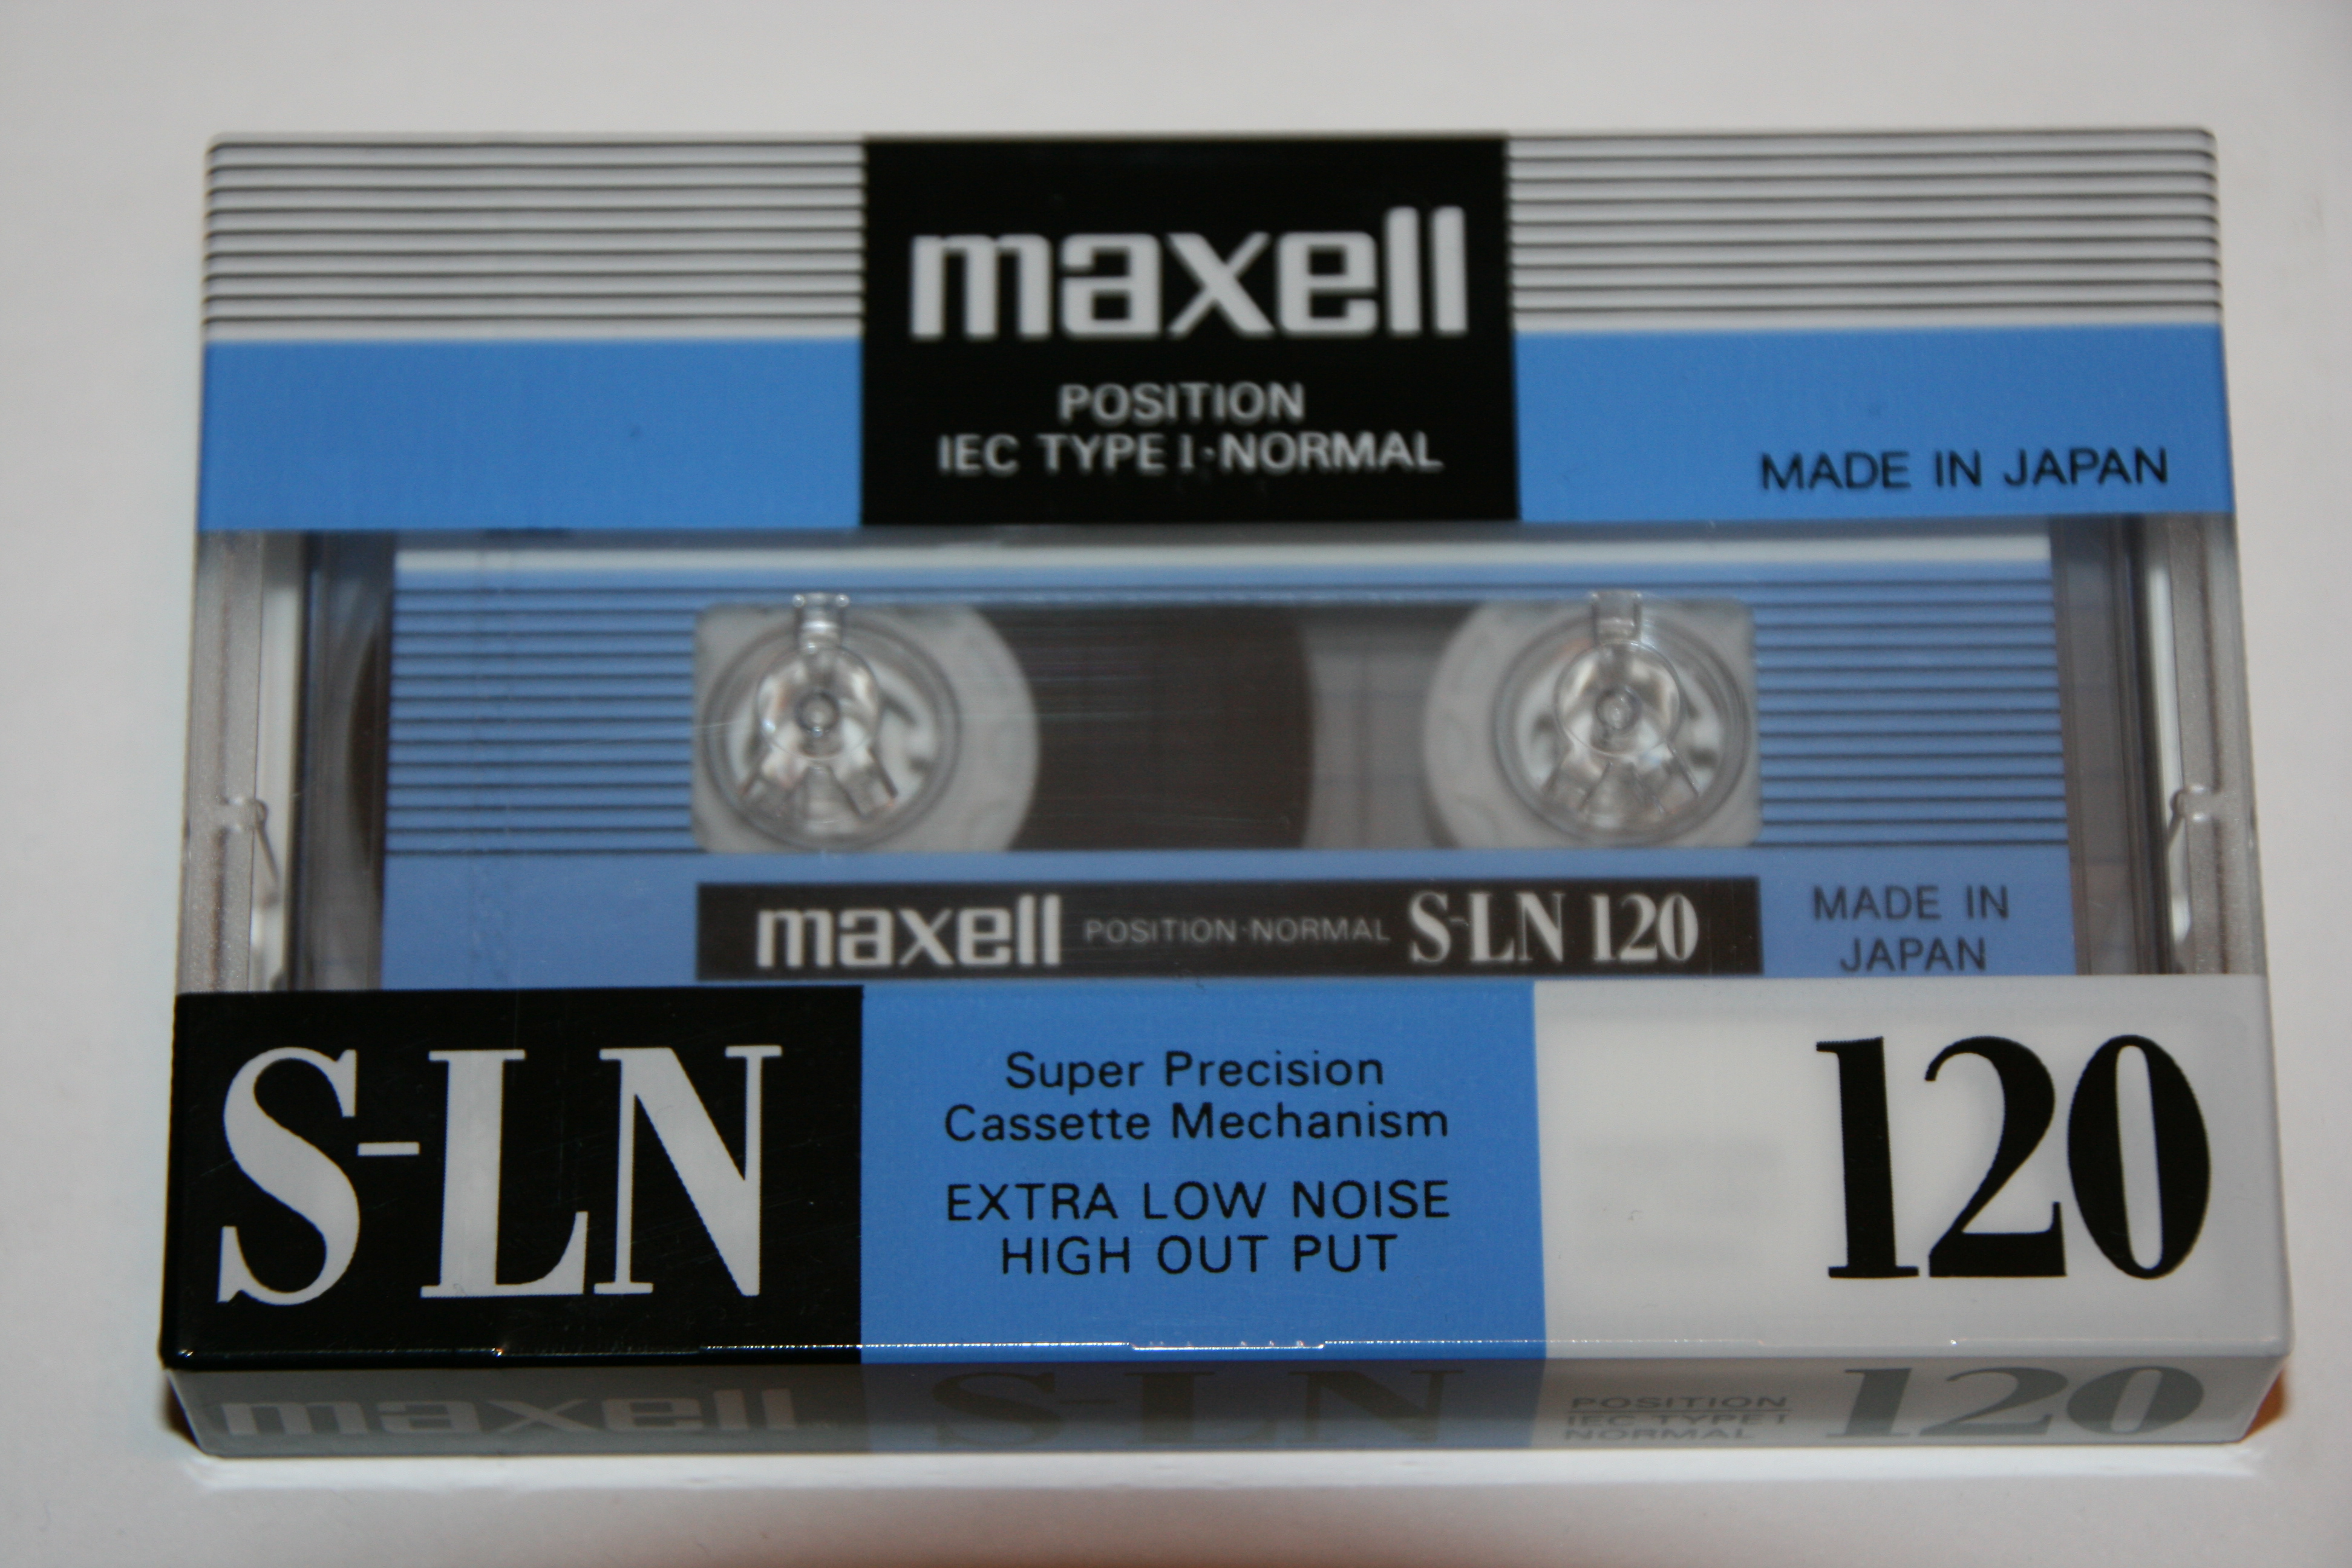 maxell
POSITION
IEC TYPE I·NORMAL
MADE IN JAPAN
maxell POSITION·NORMAL S-LN 120
MADE IN
JAPAN
S-LN
Super Precision
Cassette Mechanism
EXTRA LOW NOISE
HIGH OUT PUT
120
maxell S-LN
POSITION
IEC TYPE I
NORMAL
120